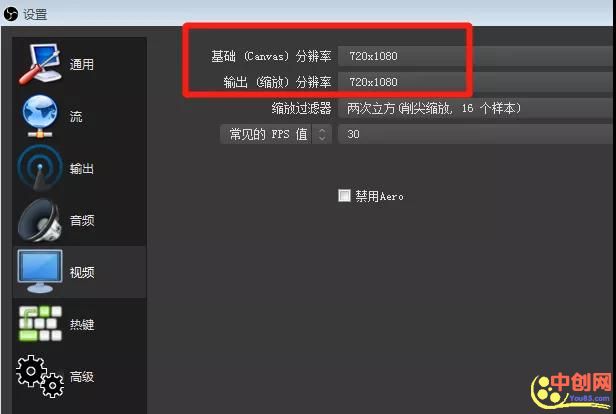 设置
通用
流
输出
音频
视频
热键
高级
基础 (Canvas) 分辨率 720x1080
输出 (缩放) 分辨率 720x1080
缩放过滤器 两次立方(削尖缩放, 16 个样本)
常见的 FPS 值 30
禁用Aero
中创网
You85.com